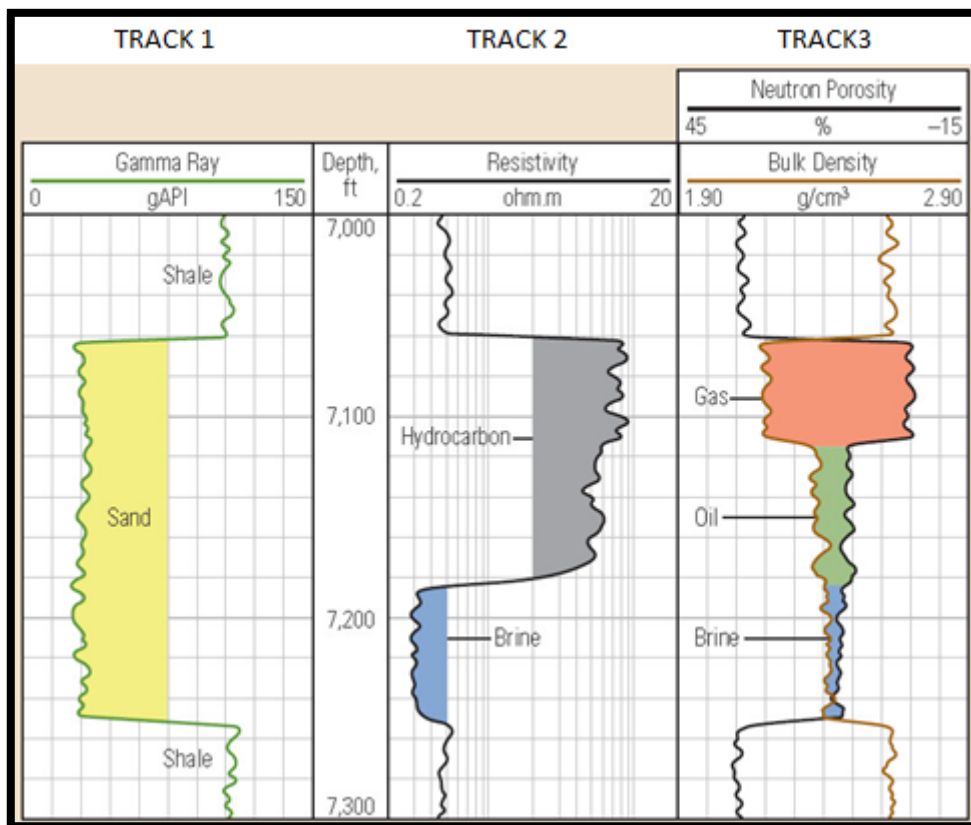 TRACK 1 TRACK 2 TRACK3
Neutron Porosity
45 % –15
Gamma Ray Depth, Resistivity Bulk Density
0 gAPI 150 ft 0.2 ohm.m 20 1.90 g/cm³ 2.90
7,000
Shale
Gas
7,100
Hydrocarbon
Sand Oil
7,200
Brine Brine
Shale
7,300